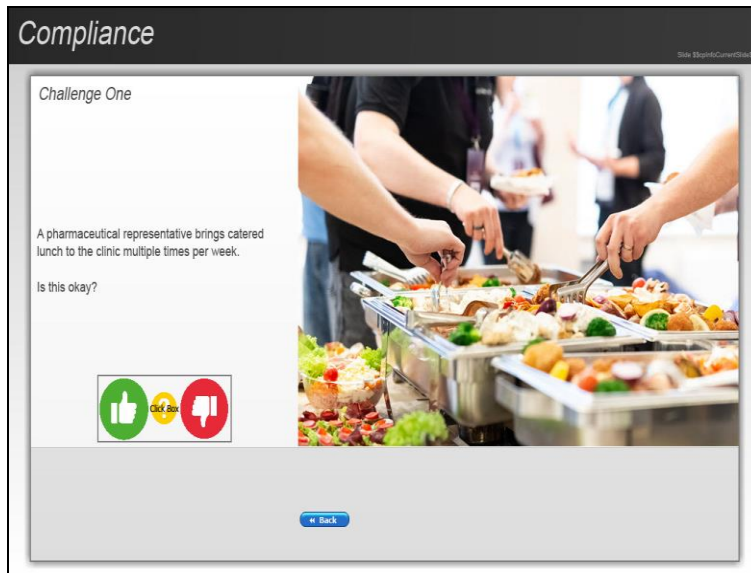 Compliance
Challenge One
A pharmaceutical representative brings catered
lunch to the clinic multiple times per week.
Is this okay?
Click Box
Back